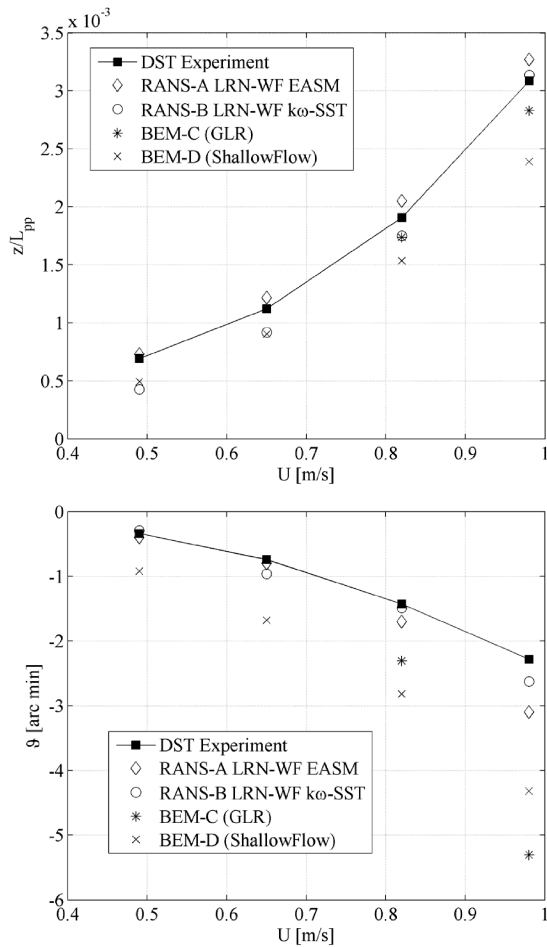 x 10⁻³
3.5
3
2.5
2
1.5
1
0.5
0
z/Lpp
DST Experiment
RANS-A LRN-WF EASM
RANS-B LRN-WF kω-SST
BEM-C (GLR)
BEM-D (ShallowFlow)
0.4 0.5 0.6 0.7 0.8 0.9 1
U [m/s]
0
-1
-2
-3
-4
-5
-6
ϑ [arc min]
DST Experiment
RANS-A LRN-WF EASM
RANS-B LRN-WF kω-SST
BEM-C (GLR)
BEM-D (ShallowFlow)
0.4 0.5 0.6 0.7 0.8 0.9 1
U [m/s]